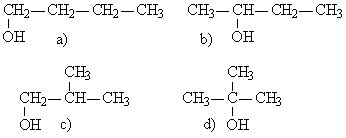 CH2—CH2—CH2—CH3
OH
a)
CH3—CH—CH2—CH3
OH
b)
CH3
CH2—CH—CH3
OH
c)
CH3
CH3—C—CH3
OH
d)